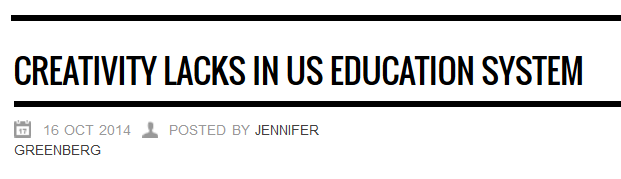 CREATIVITY LACKS IN US EDUCATION SYSTEM
17 16 OCT 2014 POSTED BY JENNIFER
GREENBERG